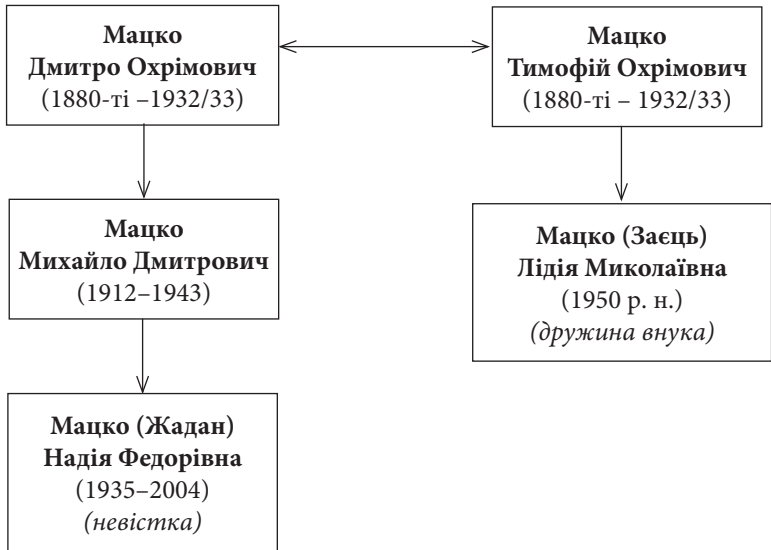 Мацко
Дмитро Охрімович
(1880-ті –1932/33)
Мацко
Тимофій Охрімович
(1880-ті – 1932/33)
Мацко
Михайло Дмитрович
(1912–1943)
Мацко (Заєць)
Лідія Миколаївна
(1950 р. н.)
(дружина внука)
Мацко (Жадан)
Надія Федорівна
(1935–2004)
(невістка)